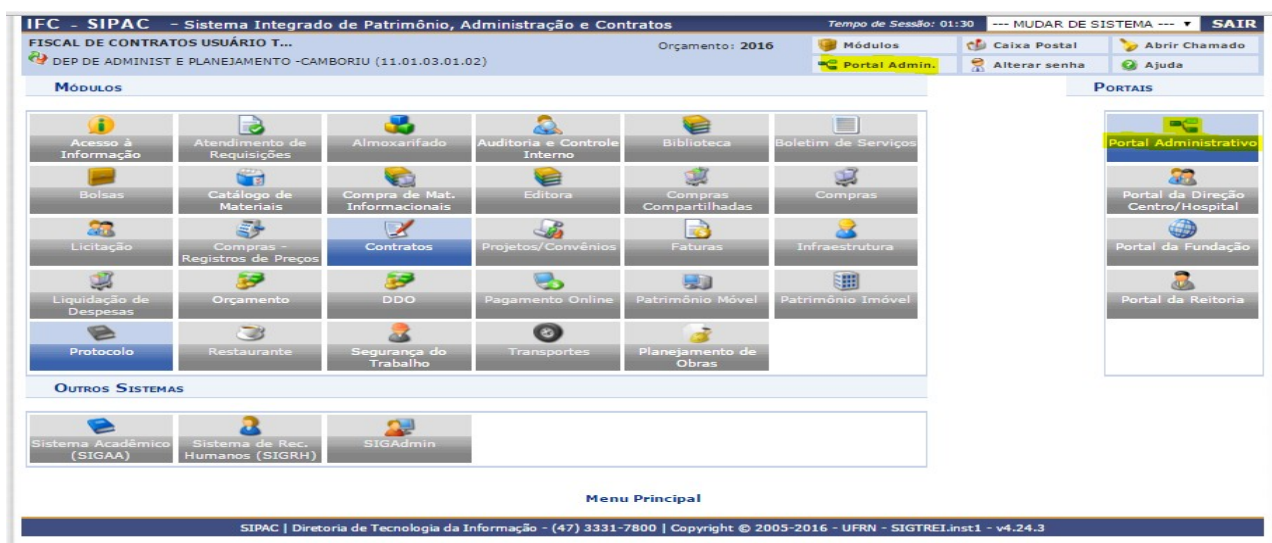 IFC - SIPAC - Sistema Integrado de Patrimônio, Administração e Contratos Tempo de Sessão: 01:30 --- MUDAR DE SISTEMA --- SAIR
FISCAL DE CONTRATOS USUÁRIO T... Orçamento: 2016 Módulos Caixa Postal Abrir Chamado
DEP DE ADMINIST E PLANEJAMENTO -CAMBORIU (11.01.03.01.02) Portal Admin. Alterar senha Ajuda
MÓDULOS PORTAIS
Acesso à Informação
Atendimento de Requisições
Almoxarifado
Auditoria e Controle Interno
Biblioteca
Boletim de Serviços
Portal Administrativo
Bolsas
Catálogo de Materiais
Compra de Mat. Informacionais
Editora
Compras Compartilhadas
Compras
Portal da Direção Centro/Hospital
Licitação
Compras - Registros de Preços
Contratos
Projetos/Convênios
Faturas
Infraestrutura
Portal da Fundação
Liquidação de Despesas
Orçamento
DDO
Pagamento Online
Patrimônio Móvel
Patrimônio Imóvel
Portal da Reitoria
Protocolo
Restaurante
Segurança do Trabalho
Transportes
Planejamento de Obras
OUTROS SISTEMAS
Sistema Acadêmico (SIGAA)
Sistema de Rec. Humanos (SIGRH)
SIGAdmin
Menu Principal
SIPAC | Diretoria de Tecnologia da Informação - (47) 3331-7800 | Copyright © 2005-2016 - UFRN - SIGTREI.inst1 - v4.24.3